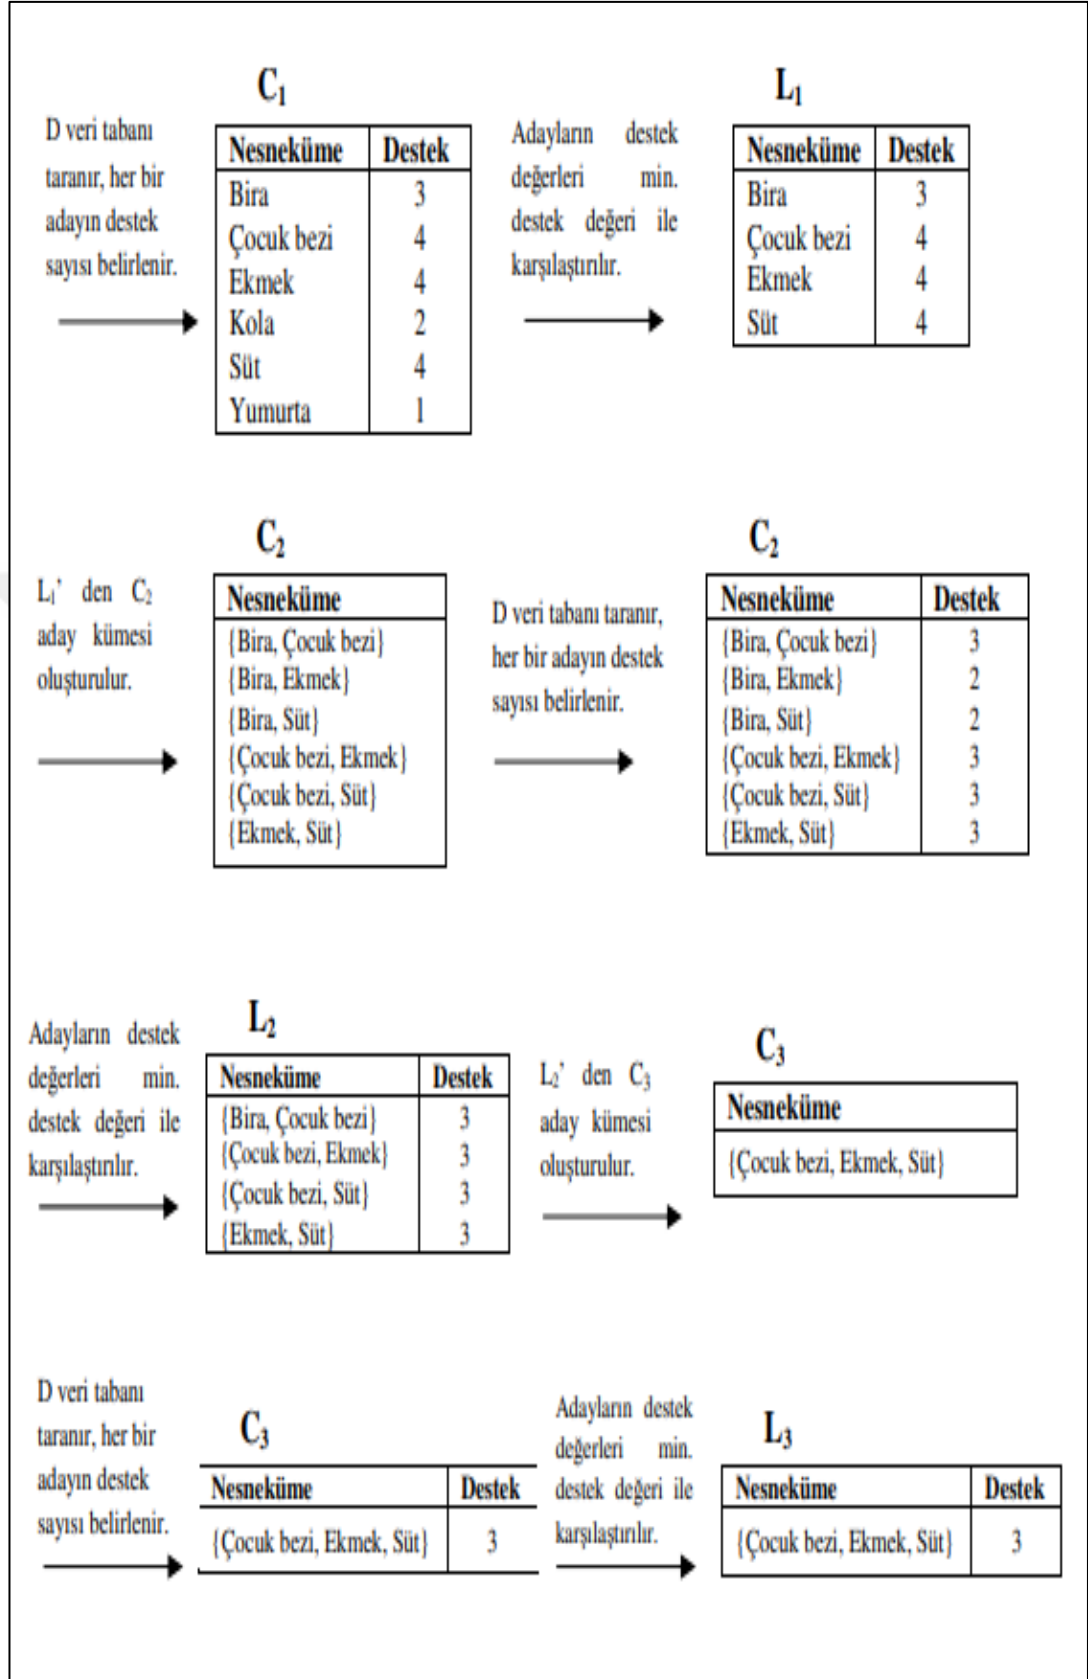 C₁
D veri tabanı
taranır, her bir
adayın destek
sayısı belirlenir.
Nesneküme Destek
Bira 3
Çocuk bezi 4
Ekmek 4
Kola 2
Süt 4
Yumurta 1
L₁
Adayların destek
değerleri min.
destek değeri ile
karşılaştırılır.
Nesneküme Destek
Bira 3
Çocuk bezi 4
Ekmek 4
Süt 4
C₂
L₁' den C₂
aday kümesi
oluşturulur.
Nesneküme
{Bira, Çocuk bezi}
{Bira, Ekmek}
{Bira, Süt}
{Çocuk bezi, Ekmek}
{Çocuk bezi, Süt}
{Ekmek, Süt}
C₂
D veri tabanı taranır,
her bir adayın destek
sayısı belirlenir.
Nesneküme Destek
{Bira, Çocuk bezi} 3
{Bira, Ekmek} 2
{Bira, Süt} 2
{Çocuk bezi, Ekmek} 3
{Çocuk bezi, Süt} 3
{Ekmek, Süt} 3
L₂
Adayların destek
değerleri min.
destek değeri ile
karşılaştırılır.
Nesneküme Destek
{Bira, Çocuk bezi} 3
{Çocuk bezi, Ekmek} 3
{Çocuk bezi, Süt} 3
{Ekmek, Süt} 3
C₃
L₂' den C₃
aday kümesi
oluşturulur.
Nesneküme
{Çocuk bezi, Ekmek, Süt}
C₃
D veri tabanı
taranır, her bir
adayın destek
sayısı belirlenir.
Nesneküme Destek
{Çocuk bezi, Ekmek, Süt} 3
L₃
Adayların destek
değerleri min.
destek değeri ile
karşılaştırılır.
Nesneküme Destek
{Çocuk bezi, Ekmek, Süt} 3